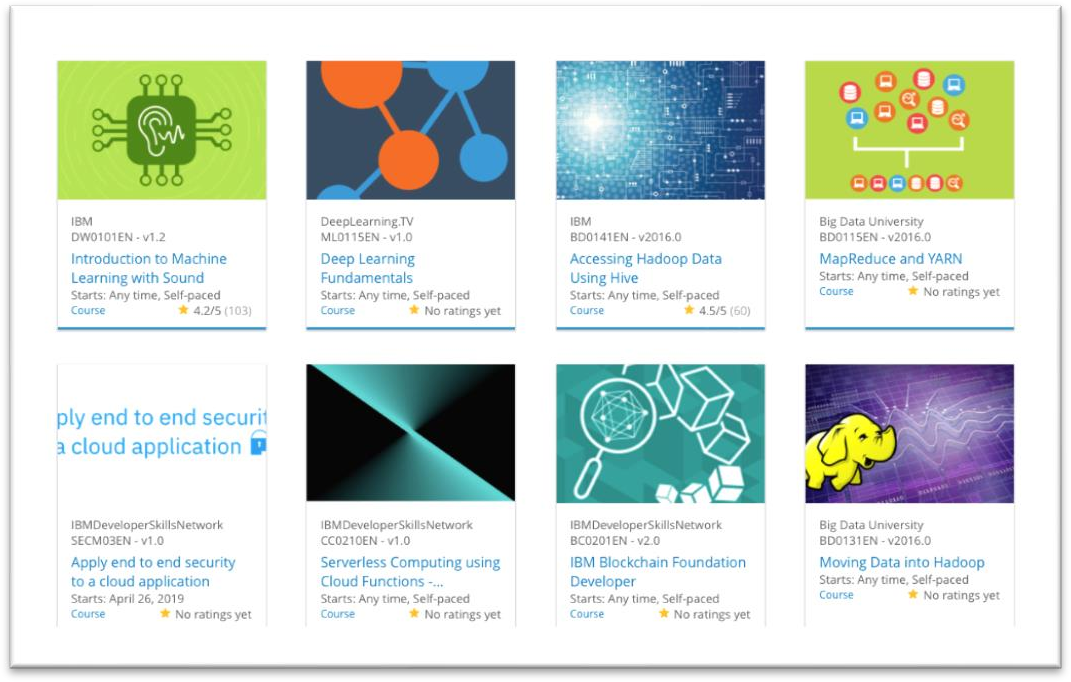 IBM
DW0101EN - v1.2
Introduction to Machine
Learning with Sound
Starts: Any time, Self-paced
Course
4.2/5 (103)
DeepLearning.TV
ML0115EN - v1.0
Deep Learning
Fundamentals
Starts: Any time, Self-paced
Course
No ratings yet
IBM
BD0141EN - v2016.0
Accessing Hadoop Data
Using Hive
Starts: Any time, Self-paced
Course
4.5/5 (60)
Big Data University
BD0115EN - v2016.0
MapReduce and YARN
Starts: Any time, Self-paced
Course
No ratings yet
ply end to end securit
a cloud application
IBMDeveloperSkillsNetwork
SECM03EN - v1.0
Apply end to end security
to a cloud application
Starts: April 26, 2019
Course
No ratings yet
IBMDeveloperSkillsNetwork
CC0210EN - v1.0
Serverless Computing using
Cloud Functions -...
Starts: Any time, Self-paced
Course
No ratings yet
IBMDeveloperSkillsNetwork
BC0201EN - v2.0
IBM Blockchain Foundation
Developer
Starts: Any time, Self-paced
Course
No ratings yet
Big Data University
BD0131EN - v2016.0
Moving Data into Hadoop
Starts: Any time, Self-paced
Course
No ratings yet